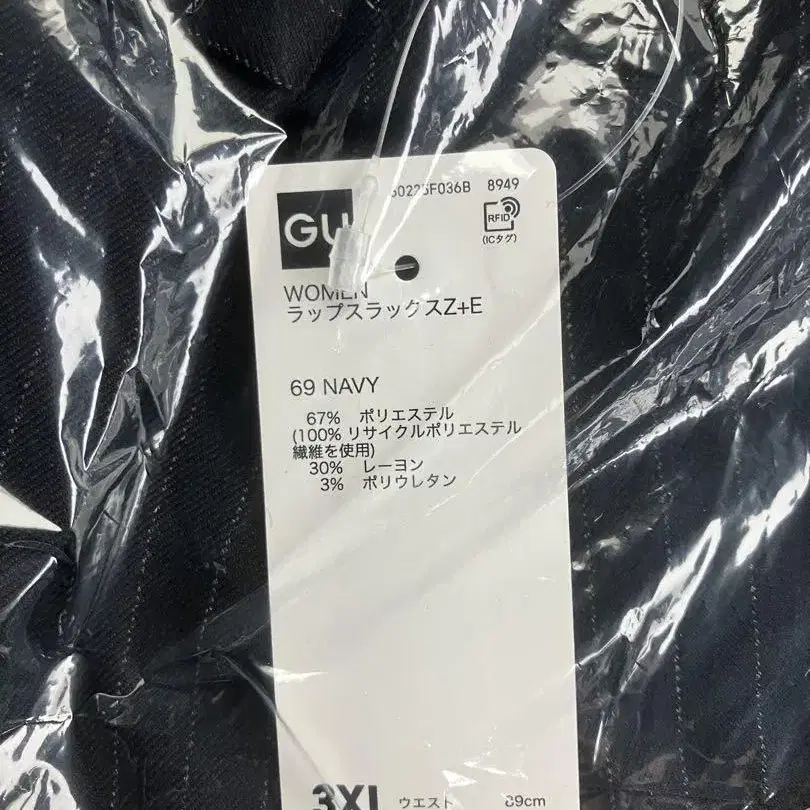 60223F036B 8949
GU
RFID
(ICタグ)
WOMEN
ラップスラックスZ+E
69 NAVY
67% ポリエステル
(100% リサイクルポリエステル
繊維を使用)
30% レーヨン
3% ポリウレタン
3XL ウエスト 89cm